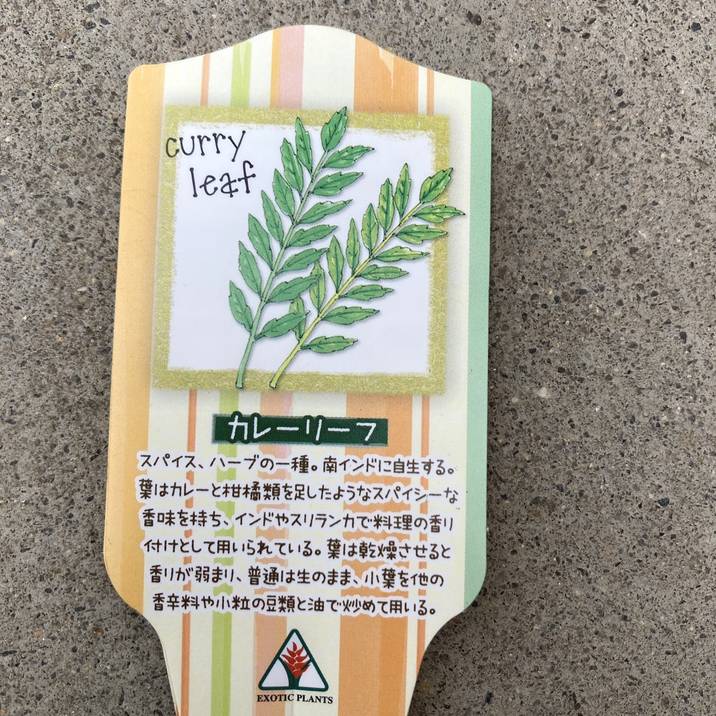 curry
leaf
カレーリーフ
スパイス、ハーブの一種。南インドに自生する。
葉はカレーと柑橘類を足したようなスパイシーな
香味を持ち、インドやスリランカで料理の香り
付けとして用いられている。葉は乾燥させると
香りが弱まり、普通は生のまま、小葉を他の
香辛料や小粒の豆類と油で炒めて用いる。
EXOTIC PLANTS